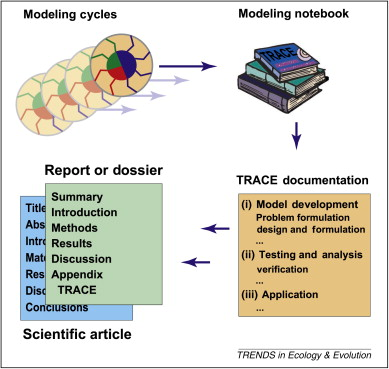 Modeling cycles
Modeling notebook
TRACE
TRACE documentation
(i) Model development
Problem formulation
design and formulation
...
(ii) Testing and analysis
verification
...
(iii) Application
...
Report or dossier
Summary
Introduction
Methods
Results
Discussion
Appendix
TRACE
Title
Abs
Intro
Mate
Res
Disc
Conclusions
Scientific article
TRENDS in Ecology & Evolution